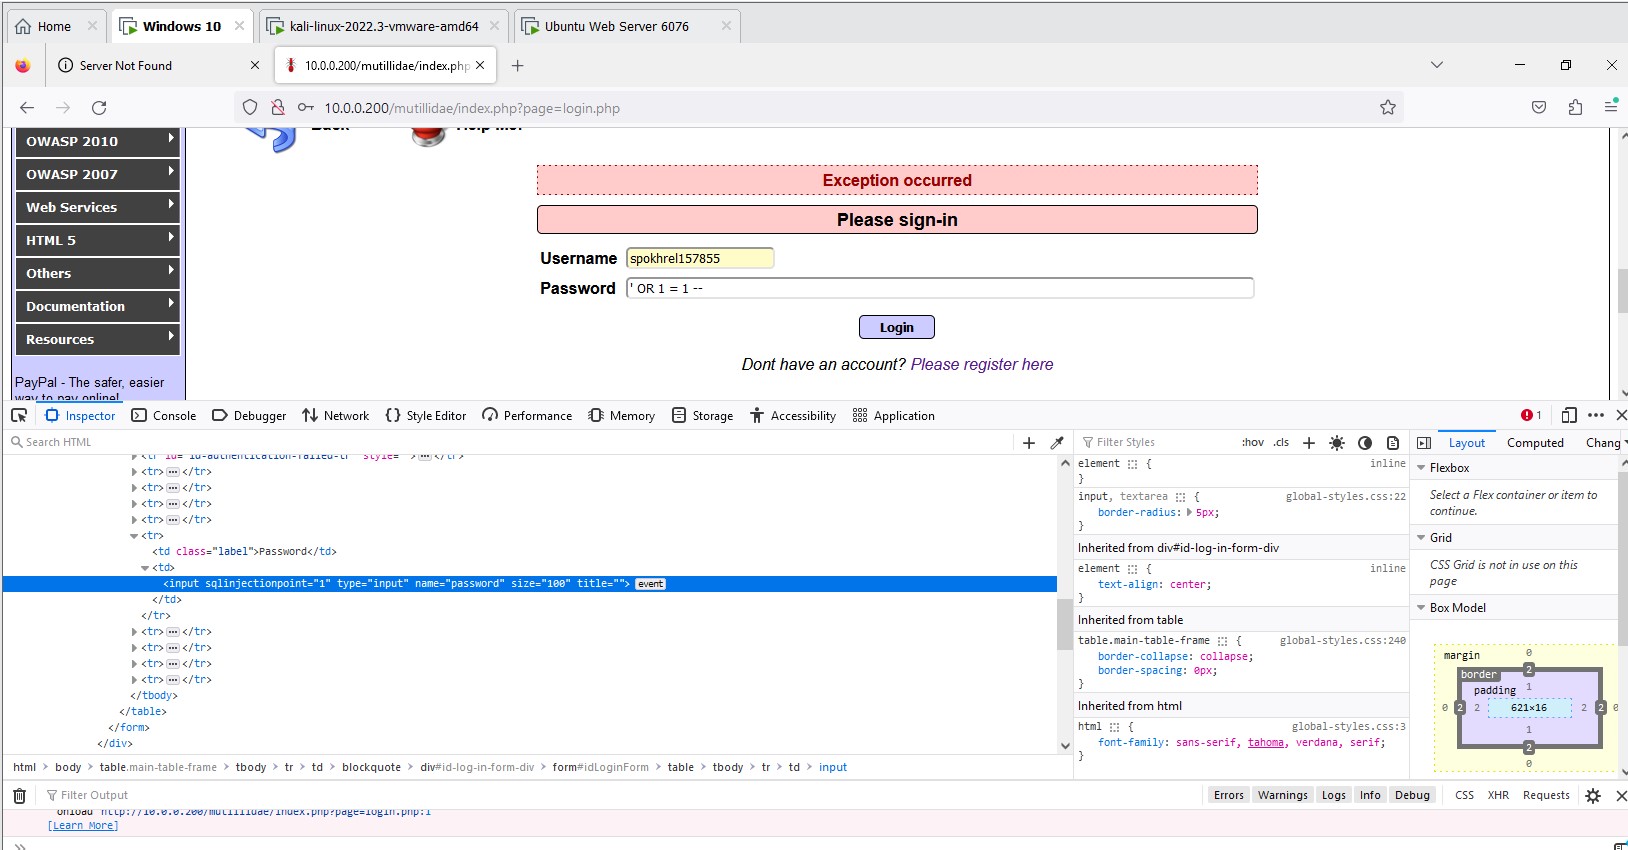 Home
Windows 10
kali-linux-2022.3-vmware-amd64
Ubuntu Web Server 6076
Server Not Found
10.0.0.200/mutillidae/index.php
10.0.0.200/mutillidae/index.php?page=login.php
Back
Help Me!
OWASP 2010
OWASP 2007
Web Services
HTML 5
Others
Documentation
Resources
PayPal - The safer, easier
way to pay online!
Exception occurred
Please sign-in
Username spokhrel157855
Password ' OR 1 = 1 --
Login
Dont have an account? Please register here
Inspector Console Debugger Network Style Editor Performance Memory Storage Accessibility Application 1
Search HTML
<tr id="id-authentication-failed-tr" style=""> </tr>
<tr> </tr>
<tr> </tr>
<tr> </tr>
<tr> </tr>
<tr>
<td class="label">Password</td>
<td>
<input sqlinjectionpoint="1" type="input" name="password" size="100" title=""> event
</td>
</tr>
<tr> </tr>
<tr> </tr>
<tr> </tr>
<tr> </tr>
</tbody>
</table>
</form>
</div>
html > body > table.main-table-frame > tbody > tr > td > blockquote > div#id-log-in-form-div > form#idLoginForm > table > tbody > tr > td > input
Filter Styles :hov .cls
element { inline
}
input, textarea { global-styles.css:22
border-radius: 5px;
}
Inherited from div#id-log-in-form-div
element { inline
text-align: center;
}
Inherited from table
table.main-table-frame { global-styles.css:240
border-collapse: collapse;
border-spacing: 0px;
}
Inherited from html
html { global-styles.css:3
font-family: sans-serif, tahoma, verdana, serif;
}
Layout Computed Chang
Flexbox
Select a Flex container or item to
continue.
Grid
CSS Grid is not in use on this
page
Box Model
margin 0
border 2
padding 1
0 2 2 621×16 2 2 0
1
2
0
Filter Output
Errors Warnings Logs Info Debug CSS XHR Requests
onload http://10.0.0.200/mutillidae/index.php?page=login.php:1
[Learn More]